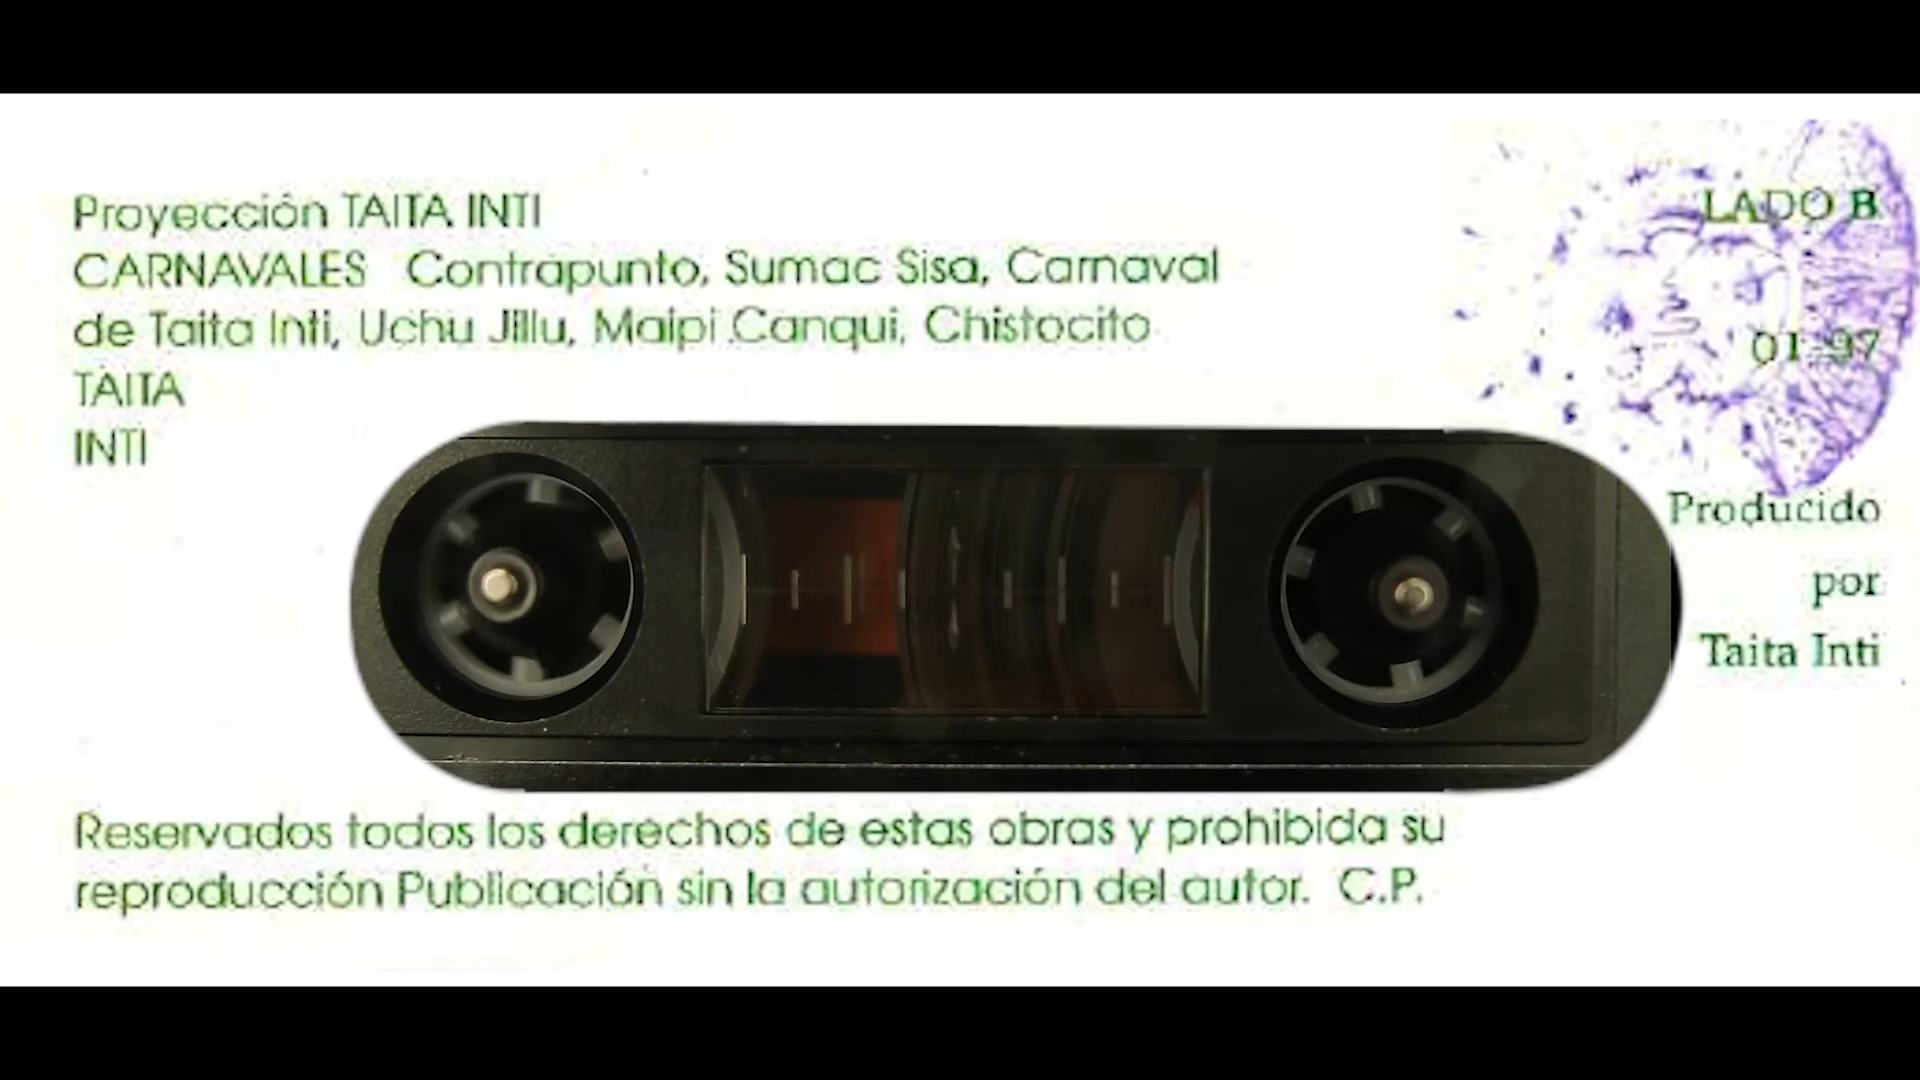 Proyección TAITA INTI
CARNAVALES Contrapunto, Sumac Sisa, Carnaval
de Taita Inti, Uchu Jillu, Maipi Canqui, Chistocito
TAITA
INTI
LADO B
01-97
Producido
por
Taita Inti
Reservados todos los derechos de estas obras y prohibida su
reproducción Publicación sin la autorización del autor. C.P.